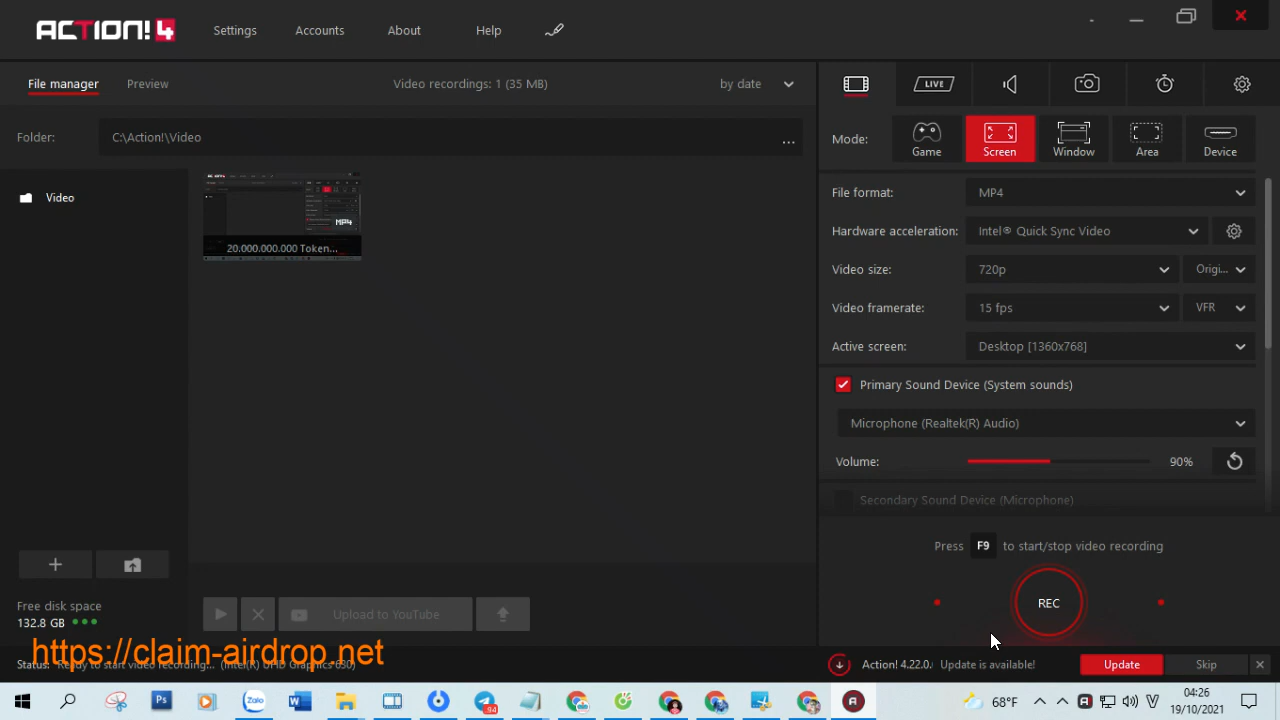 ACTION! 4
Settings
Accounts
About
Help
File manager
Preview
Video recordings: 1 (35 MB)
by date
LIVE
Folder:
C:\Action!\Video
...
Mode:
Game
Screen
Window
Area
Device
Video
MP4
20.000.000.000 Token...
File format:
MP4
Hardware acceleration:
Intel® Quick Sync Video
Video size:
720p
Origi...
Video framerate:
15 fps
VFR
Active screen:
Desktop [1360x768]
Primary Sound Device (System sounds)
Microphone (Realtek(R) Audio)
Volume:
90%
Secondary Sound Device (Microphone)
Press F9 to start/stop video recording
REC
Free disk space
132.8 GB
Upload to YouTube
https://claim-airdrop.net
Status: Ready to start video recording... (Intel(R) UHD Graphics 630)
Action! 4.22.0.
Update is available!
Update
Skip
Ps
Zalo
W
94
68°F
V
04:26
19/10/2021